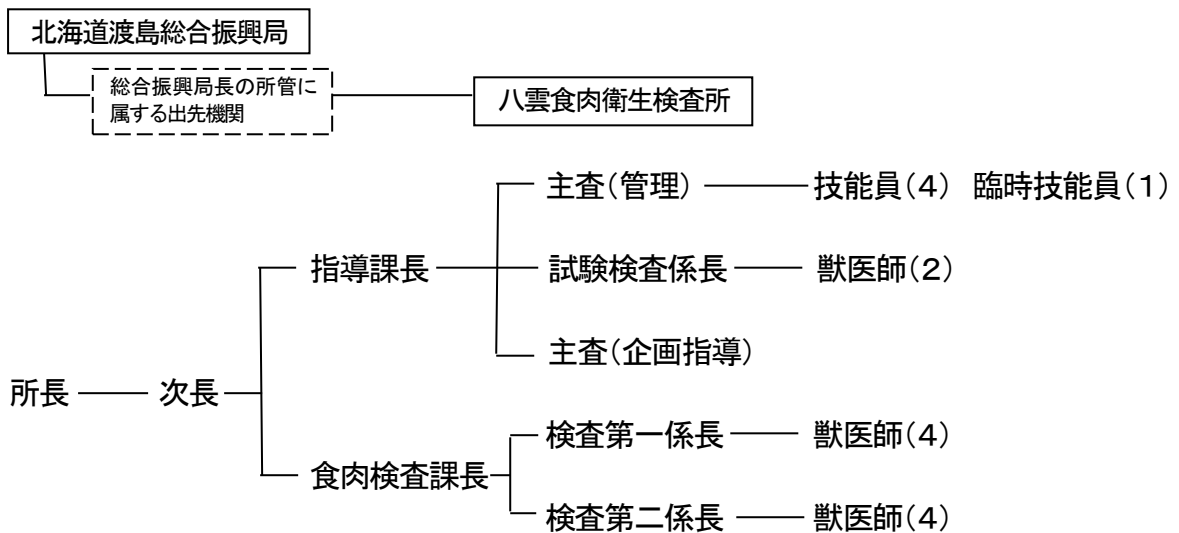 北海道渡島総合振興局
総合振興局長の所管に
属する出先機関
八雲食肉衛生検査所
主査(管理) 技能員(4) 臨時技能員(1)
指導課長 試験検査係長 獣医師(2)
主査(企画指導)
所長 次長
検査第一係長 獣医師(4)
食肉検査課長
検査第二係長 獣医師(4)